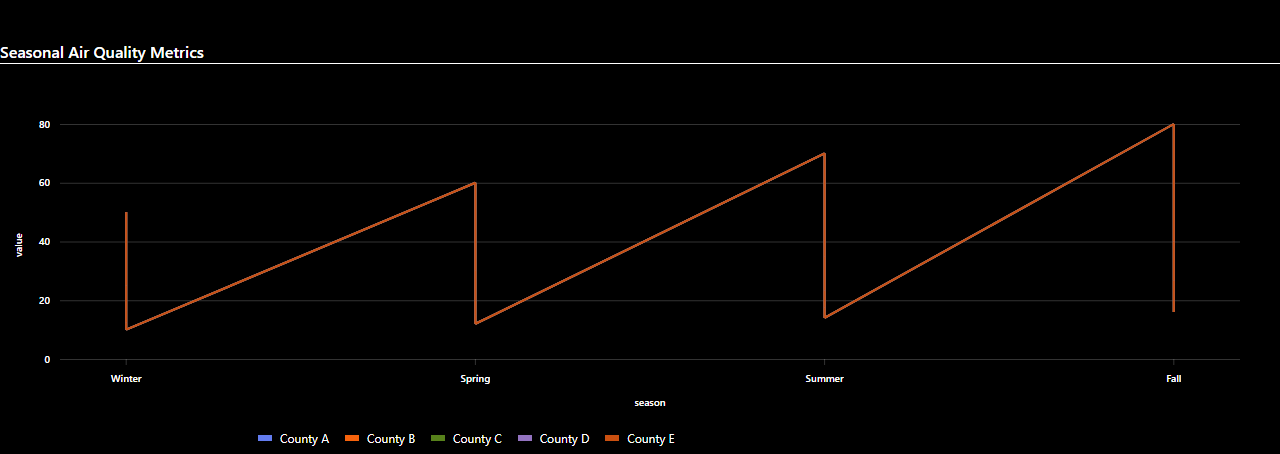 Seasonal Air Quality Metrics
80
60
40
20
0
value
Winter Spring Summer Fall
season
County A County B County C County D County E